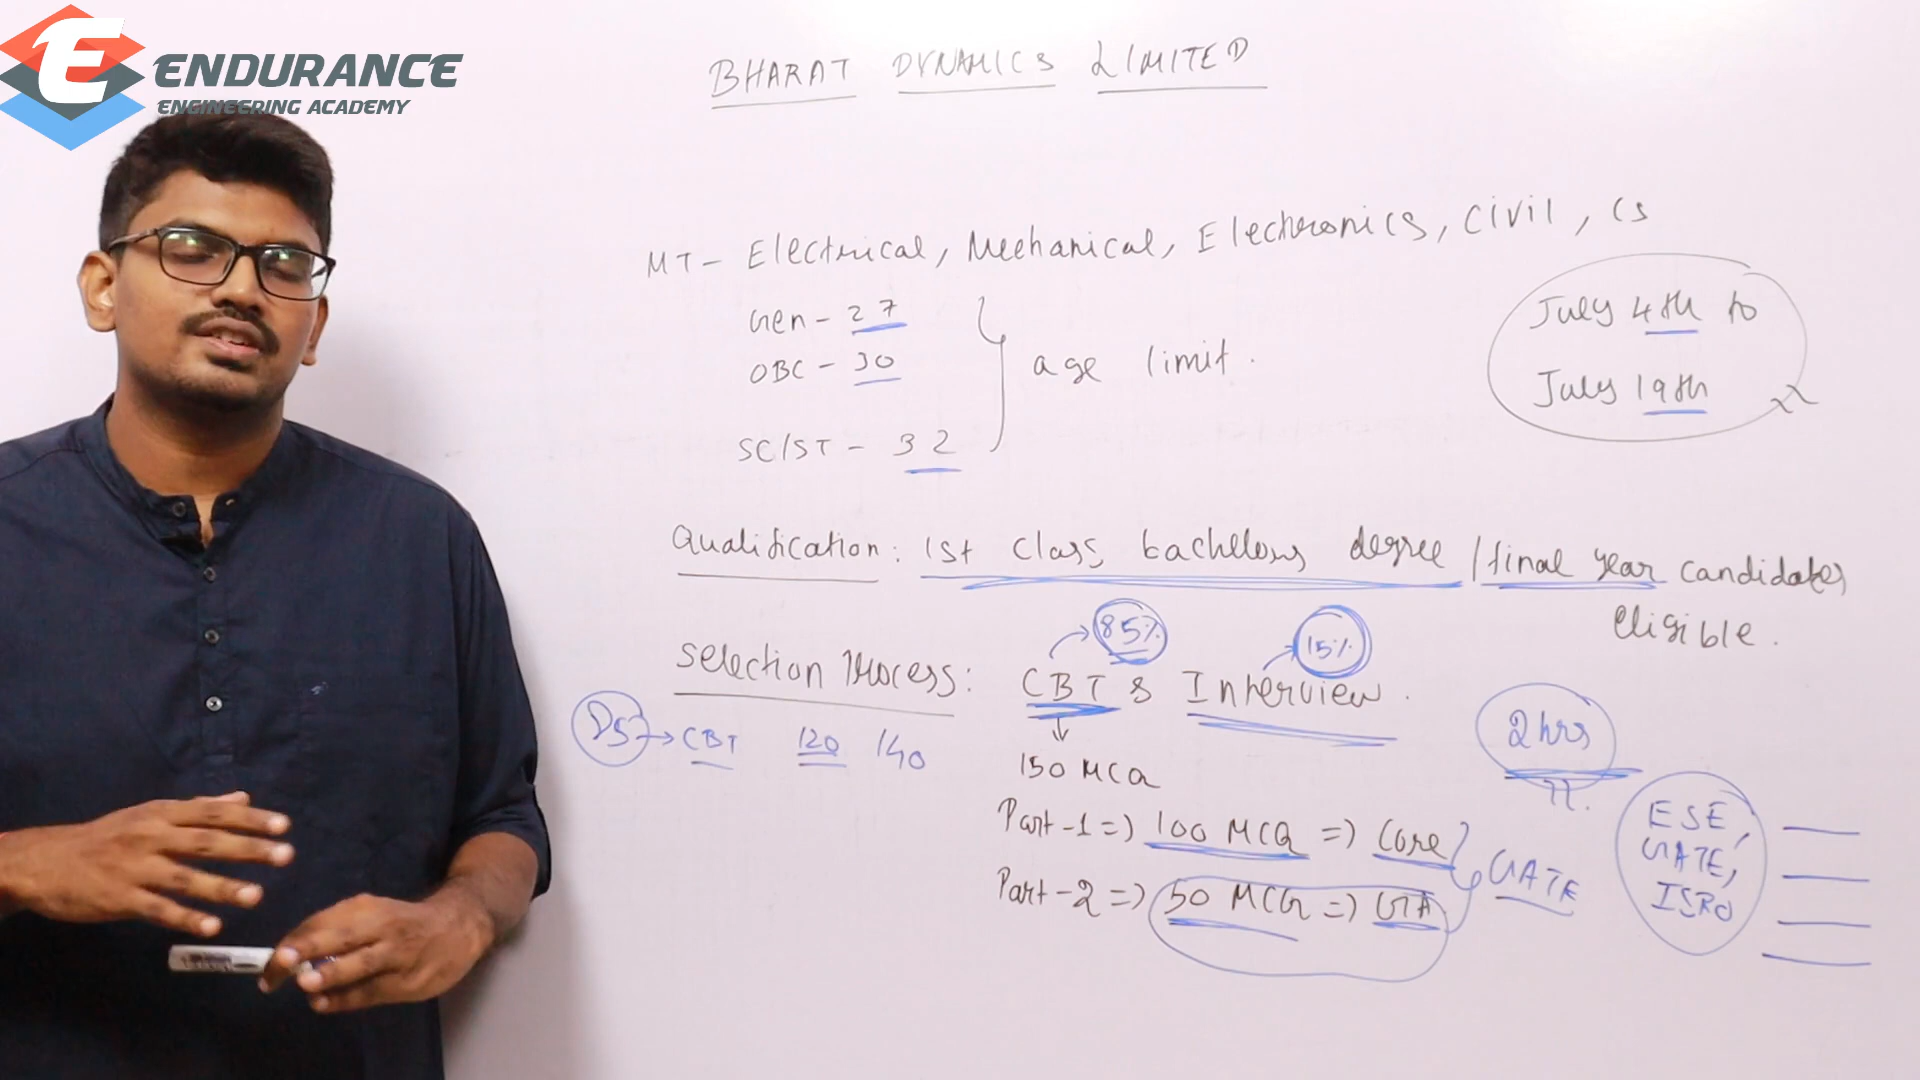 ENDURANCE
ENGINEERING ACADEMY
BHARAT DYNAMICS LIMITED
MT - Electrical, Mechanical, Electronics, Civil, CS
Gen - 27
OBC - 30
SC/ST - 32
age limit.
July 4th to
July 19th
Qualification: 1st class bachelors degree / final year candidates
eligible.
85%
15%
Selection Process: CBT & Interview.
→ CBT 120 140
2 hrs
150 MCQ
Part-1 => 100 MCQ => Core
Part-2 => 50 MCQ => GTA
GATE
ESE,
GATE,
ISRO